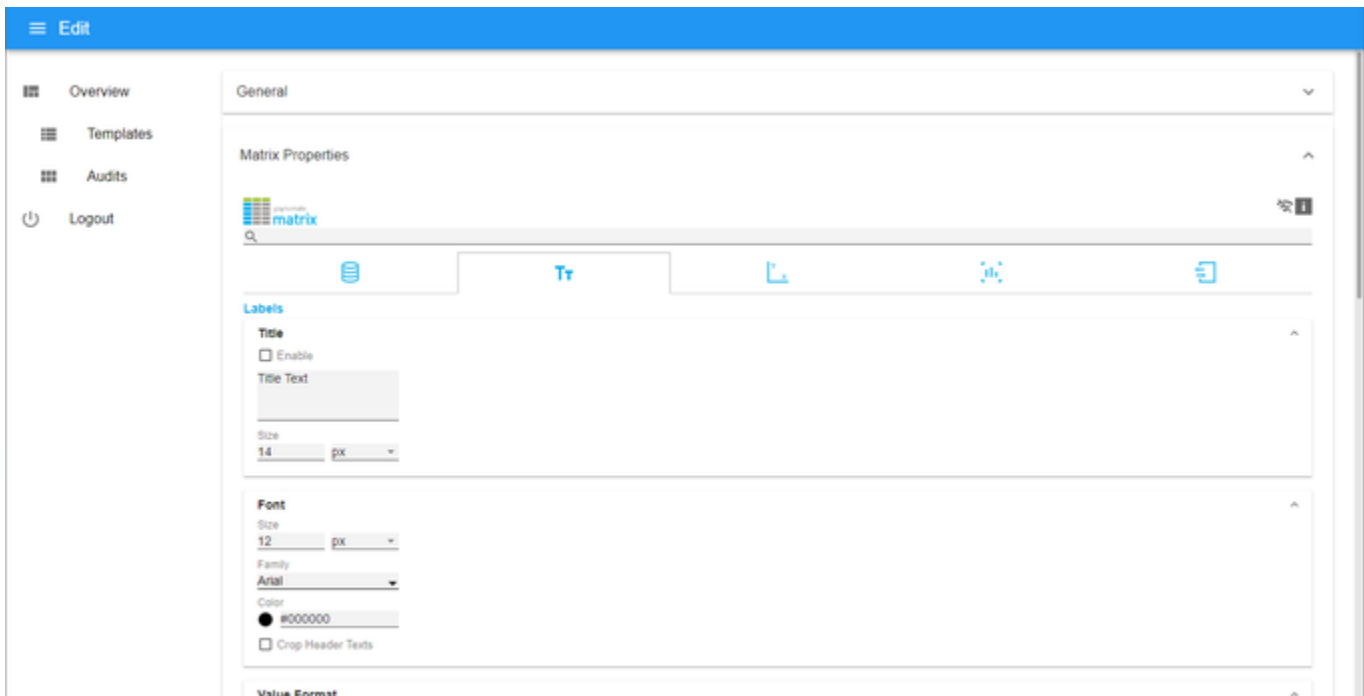 Edit
Overview
Templates
Audits
Logout
General
Matrix Properties
matrix
Labels
Title
Enable
Title Text
Size
14 px
Font
Size
12 px
Family
Arial
Color
#000000
Crop Header Texts
Value Format